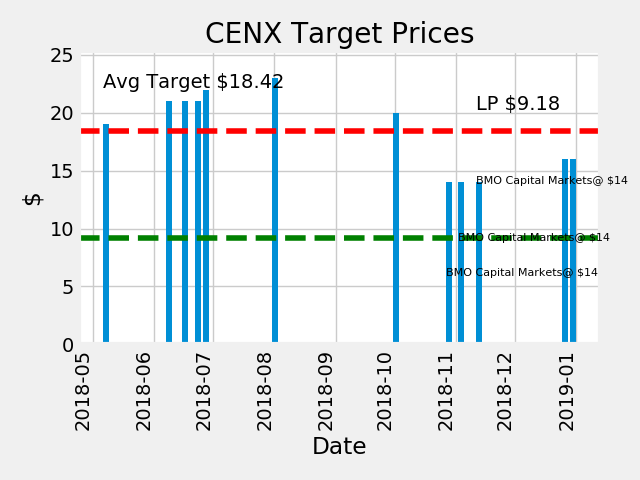 CENX Target Prices
25
Avg Target $18.42
LP $9.18
20
15
BMO Capital Markets@ $14
$
10
BMO Capital Markets@ $14
BMO Capital Markets@ $14
5
0
2018-05
2018-06
2018-07
2018-08
2018-09
2018-10
2018-11
2018-12
2019-01
Date